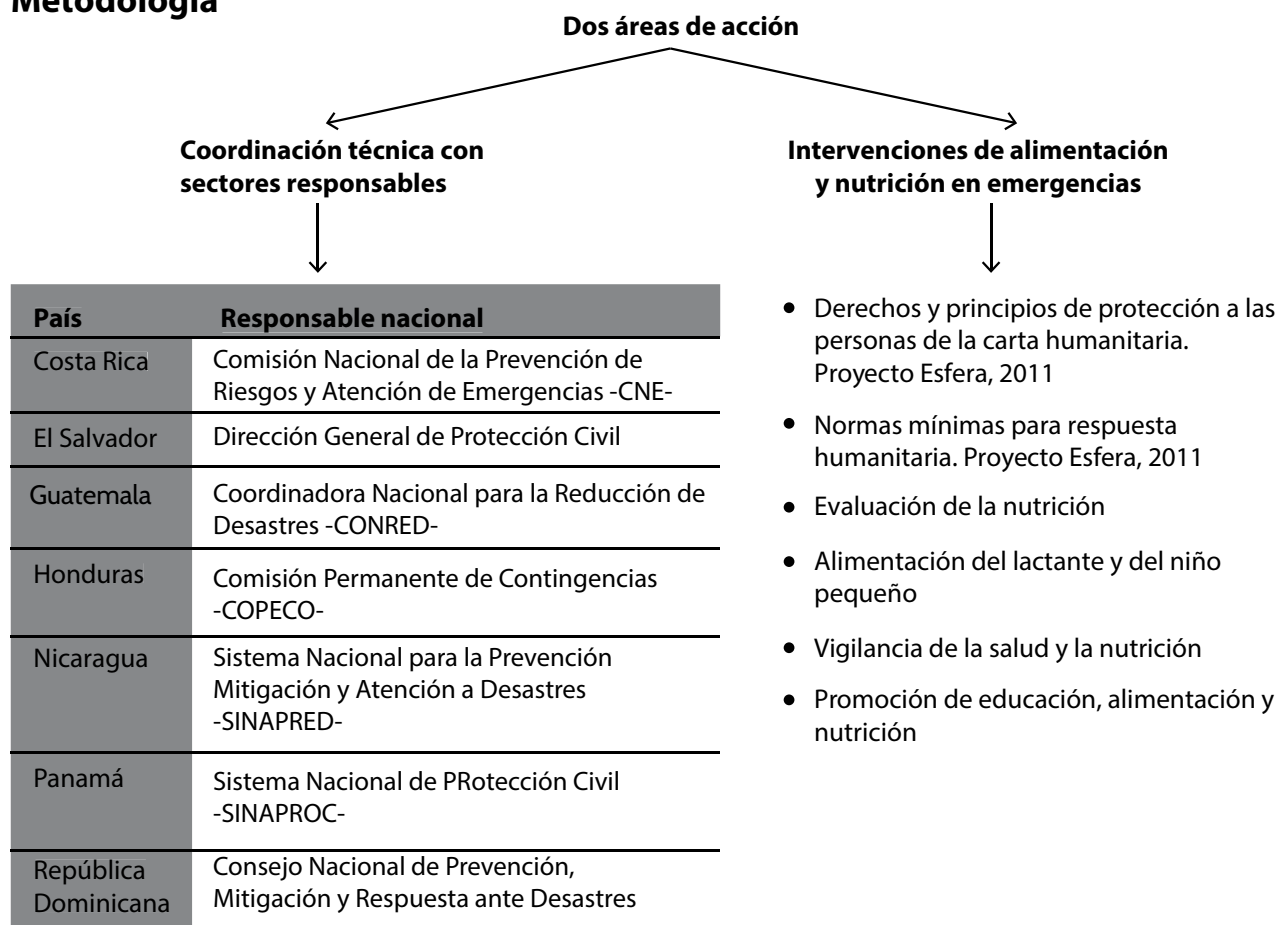 Metodología
Dos áreas de acción
Coordinación técnica con
sectores responsables
Intervenciones de alimentación
y nutrición en emergencias
País
Responsable nacional
Costa Rica
Comisión Nacional de la Prevención de
Riesgos y Atención de Emergencias -CNE-
El Salvador
Dirección General de Protección Civil
Guatemala
Coordinadora Nacional para la Reducción de
Desastres -CONRED-
Honduras
Comisión Permanente de Contingencias
-COPECO-
Nicaragua
Sistema Nacional para la Prevención
Mitigación y Atención a Desastres
-SINAPRED-
Panamá
Sistema Nacional de PRotección Civil
-SINAPROC-
República
Dominicana
Consejo Nacional de Prevención,
Mitigación y Respuesta ante Desastres
• Derechos y principios de protección a las
personas de la carta humanitaria.
Proyecto Esfera, 2011
• Normas mínimas para respuesta
humanitaria. Proyecto Esfera, 2011
• Evaluación de la nutrición
• Alimentación del lactante y del niño
pequeño
• Vigilancia de la salud y la nutrición
• Promoción de educación, alimentación y
nutrición